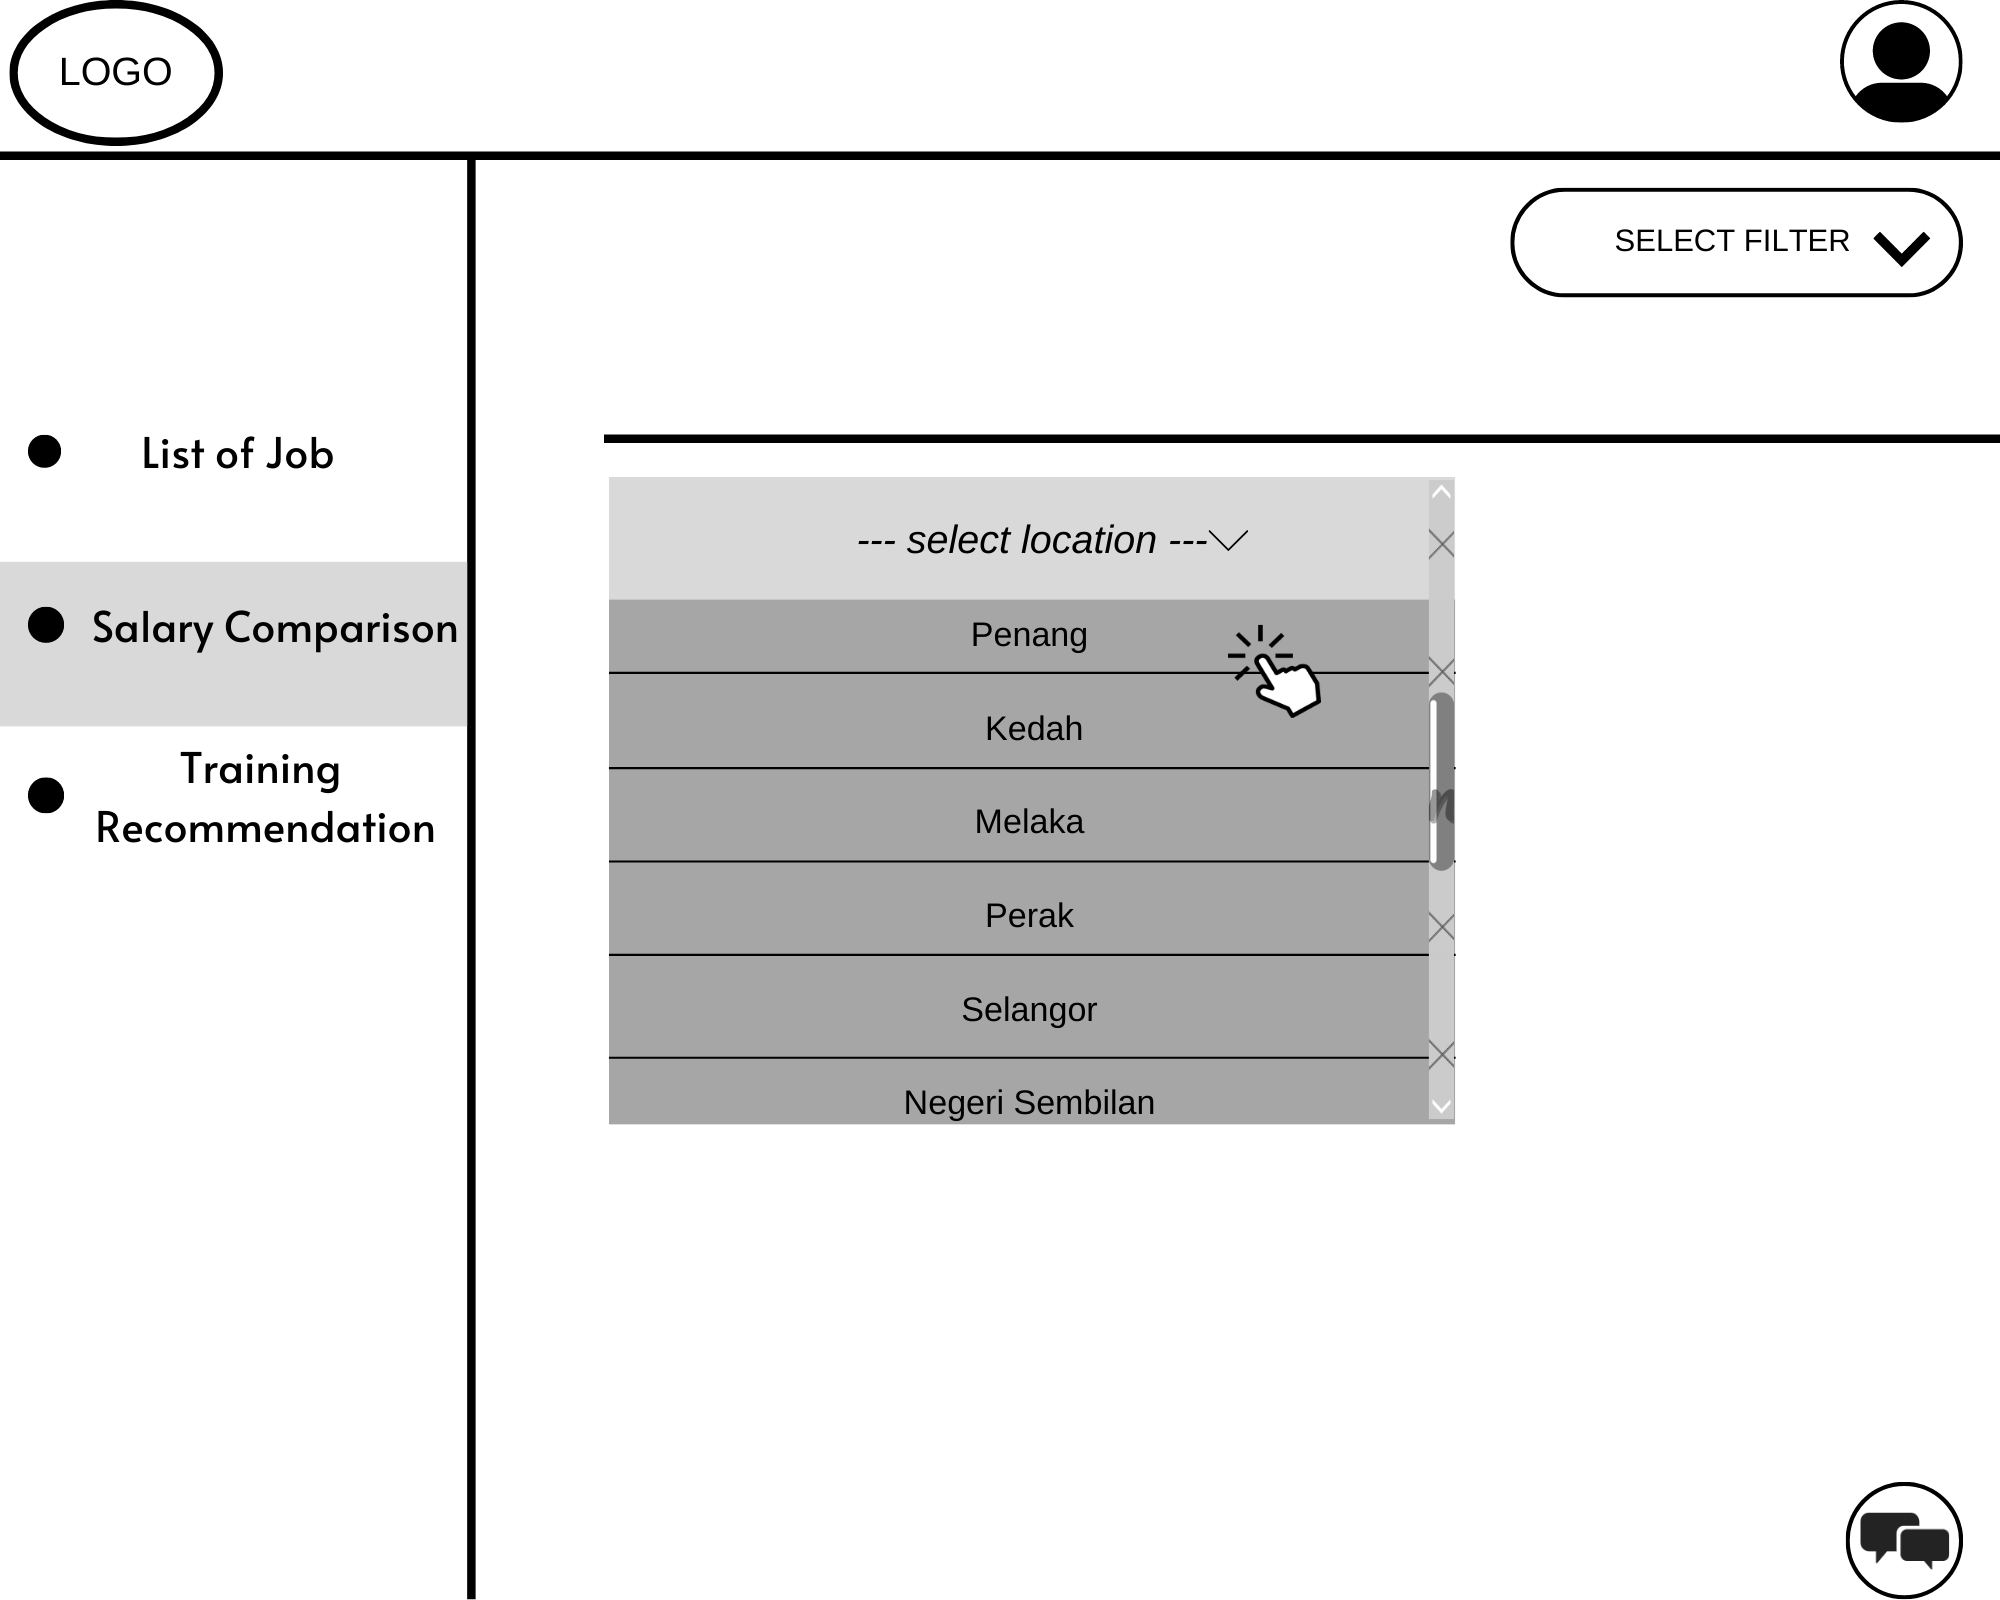 LOGO
SELECT FILTER
List of Job
Salary Comparison
Training
Recommendation
--- select location ---
Penang
Kedah
Melaka
Perak
Selangor
Negeri Sembilan